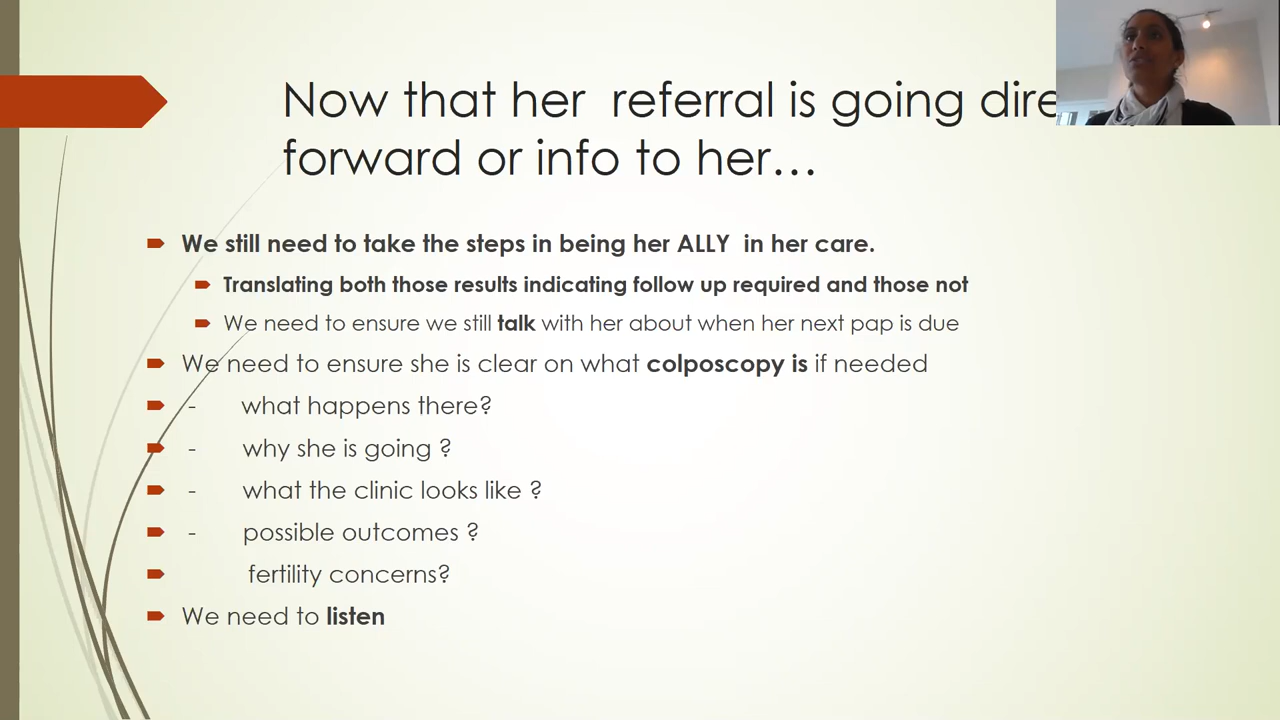 Now that her referral is going
forward or info to her…
We still need to take the steps in being her ALLY in her care.
Translating both those results indicating follow up required and those not
We need to ensure we still talk with her about when her next pap is due
We need to ensure she is clear on what colposcopy is if needed
- what happens there?
- why she is going ?
- what the clinic looks like ?
- possible outcomes ?
fertility concerns?
We need to listen